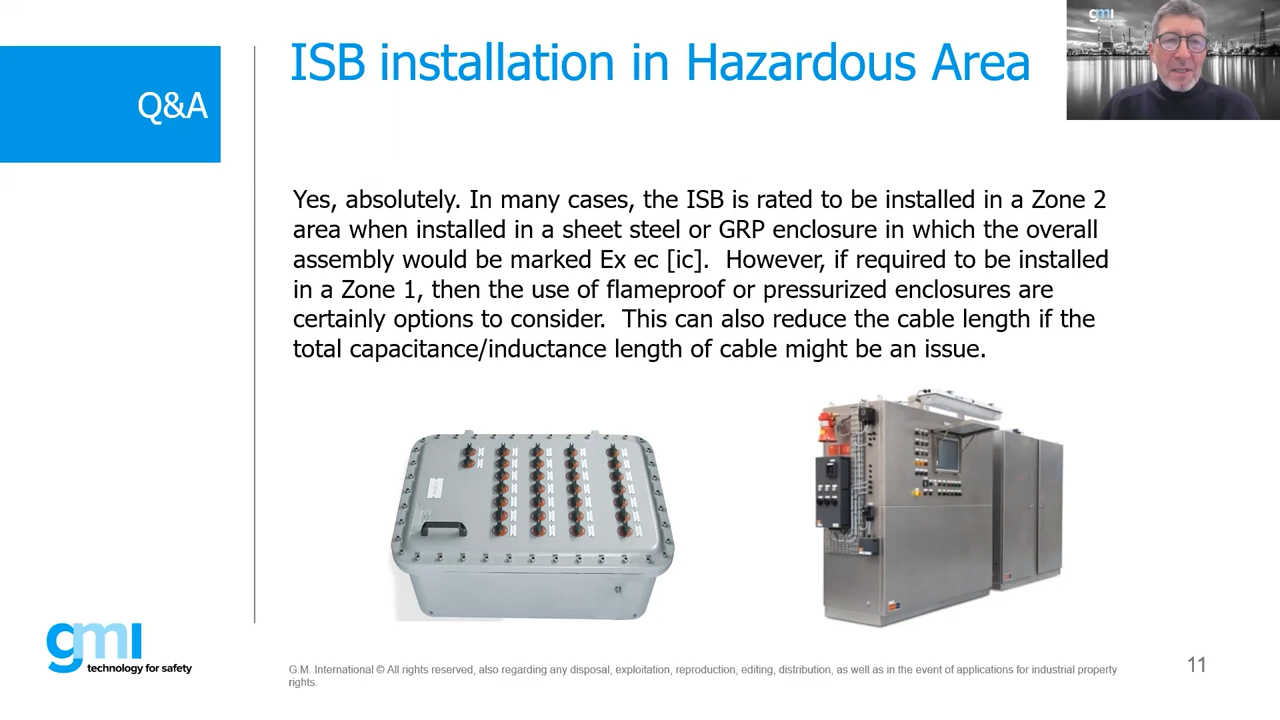 ISB installation in Hazardous Area
gmi
Q&A
Yes, absolutely. In many cases, the ISB is rated to be installed in a Zone 2
area when installed in a sheet steel or GRP enclosure in which the overall
assembly would be marked Ex ec [ic].  However, if required to be installed
in a Zone 1, then the use of flameproof or pressurized enclosures are
certainly options to consider.  This can also reduce the cable length if the
total capacitance/inductance length of cable might be an issue.
gmi
technology for safety
G.M. International © All rights reserved, also regarding any disposal, exploitation, reproduction, editing, distribution, as well as in the event of applications for industrial property
rights.
11